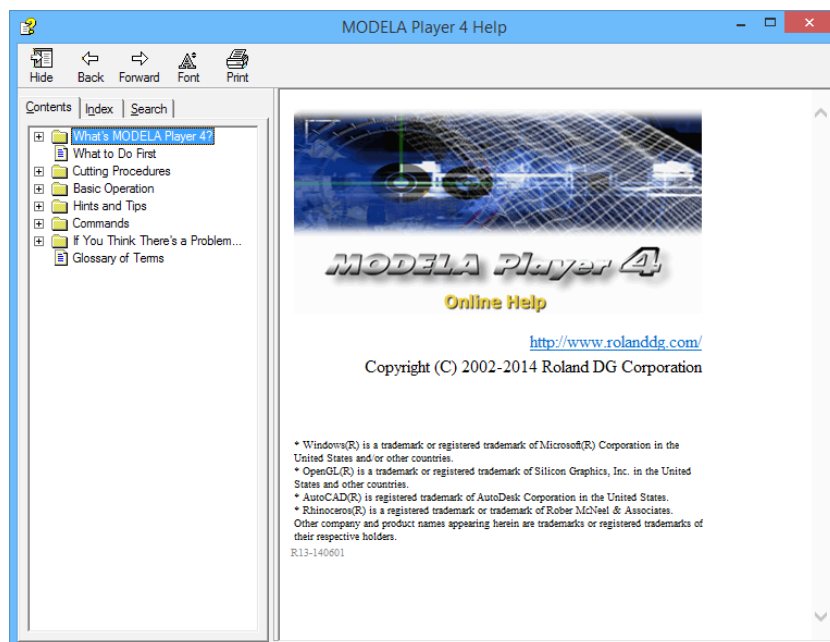 MODELA Player 4 Help
Hide Back Forward Font Print
Contents Index Search
What's MODELA Player 4?
What to Do First
Cutting Procedures
Basic Operation
Hints and Tips
Commands
If You Think There's a Problem...
Glossary of Terms
MODELA Player 4
Online Help
http://www.rolanddg.com/
Copyright (C) 2002-2014 Roland DG Corporation
* Windows(R) is a trademark or registered trademark of Microsoft(R) Corporation in the
United States and/or other countries.
* OpenGL(R) is a trademark or registered trademark of Silicon Graphics, Inc. in the United
States and other countries.
* AutoCAD(R) is registered trademark of AutoDesk Corporation in the United States.
* Rhinoceros(R) is a registered trademark or trademark of Rober McNeel & Associates.
Other company and product names appearing herein are trademarks or registered trademarks of
their respective holders.
R13-140601